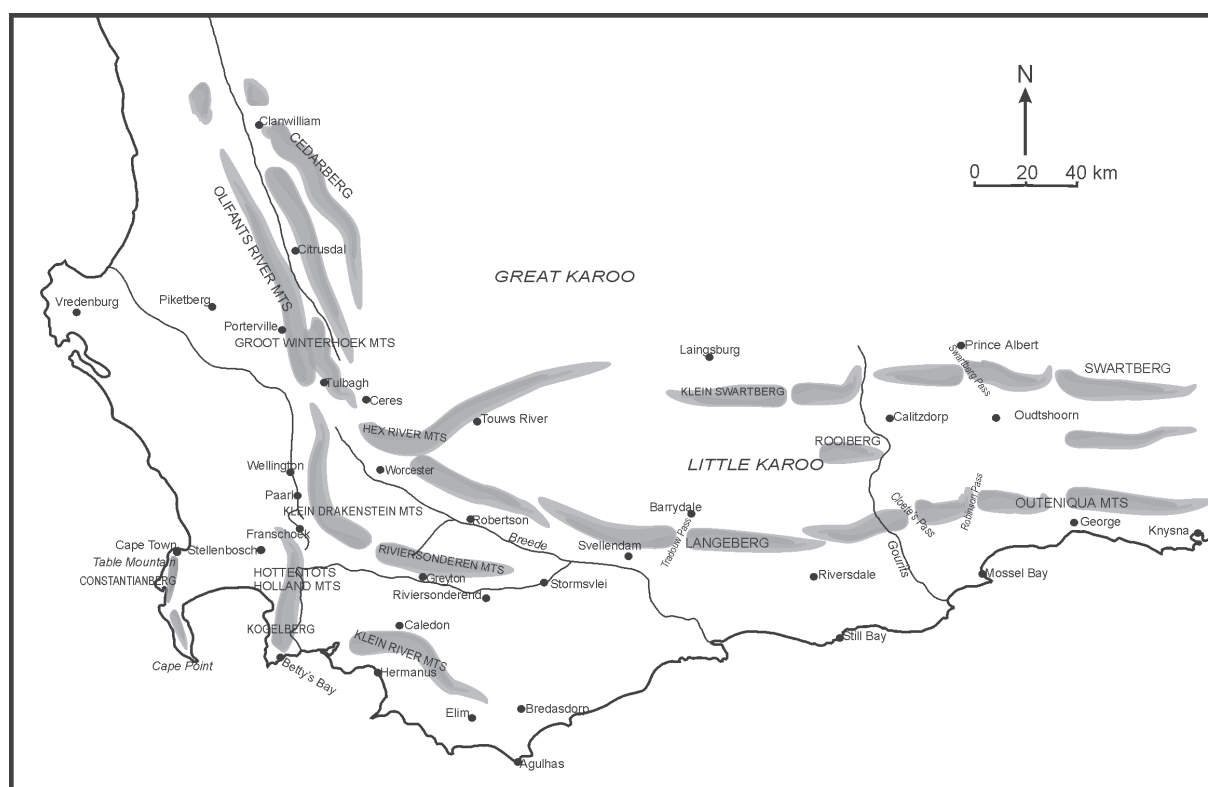 N
0 20 40 km
Clanwilliam
CEDARBERG
OLIFANTS RIVER MTS
Citrusdal
GREAT KAROO
Vredenburg
Piketberg
Porterville
GROOT WINTERHOEK MTS
Laingsburg
Prince Albert
Swartberg Pass
SWARTBERG
Tulbagh
Ceres
KLEIN SWARTBERG
Touws River
Calitzdorp
Oudtshoorn
HEX RIVER MTS
ROOIBERG
Wellington
Worcester
LITTLE KAROO
Paarl
KLEIN DRAKENSTEIN MTS
Robertson
Barrydale
Tradouw Pass
Cloete's Pass
Robinson Pass
OUTENIQUA MTS
George
Knysna
Franschoek
Breede
Cape Town
Stellenbosch
Svellendam
LANGEBERG
Gourits
Table Mountain
CONSTANTIANBERG
HOTTENTOTS
HOLLAND MTS
RIVIERSONDEREN MTS
Greyton
Stormsvlei
Riversdale
Mossel Bay
Riviersonderend
KOGELBERG
Caledon
Still Bay
KLEIN RIVER MTS
Cape Point
Betty's Bay
Hermanus
Elim
Bredasdorp
Agulhas